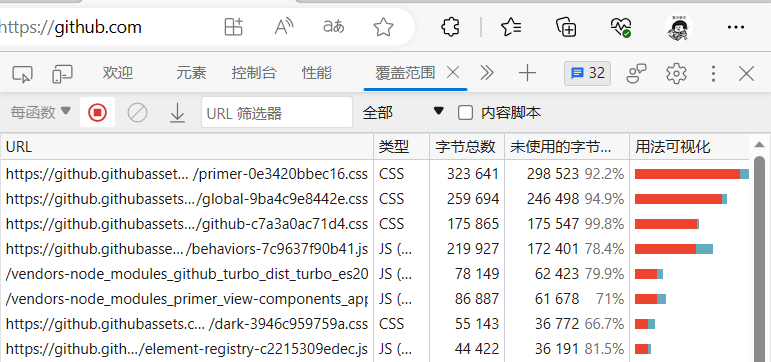 https://github.com
欢迎 元素 控制台 性能 覆盖范围 32
每函数 URL 筛选器 全部 内容脚本
URL 类型 字节总数 未使用的字节... 用法可视化
https://github.githubasset... /primer-0e3420bbec16.css CSS 323 641 298 523 92.2%
https://github.githubassets.../global-9ba4c9e8442e.css CSS 259 694 246 498 94.9%
https://github.githubassets.../github-c7a3a0ac71d4.css CSS 175 865 175 547 99.8%
https://github.githubasse.../behaviors-7c9637f90b41.js JS (... 219 927 172 401 78.4%
/vendors-node_modules_github_turbo_dist_turbo_es20 JS (... 78 149 62 423 79.9%
/vendors-node_modules_primer_view-components_app JS (... 86 887 61 678 71%
https://github.githubassets.c... /dark-3946c959759a.css CSS 55 143 36 772 66.7%
https://github.gith.../element-registry-c2215309edec.js JS (... 44 422 36 191 81.5%